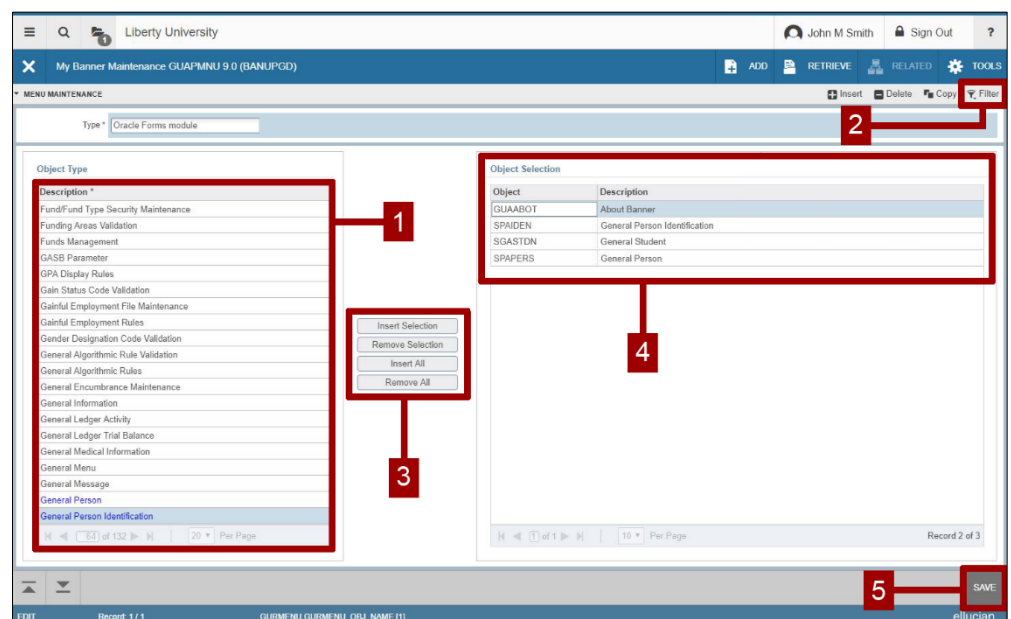 1
Liberty University
John M Smith
Sign Out
?
My Banner Maintenance GUAPMNU 9.0 (BANUPGD)
ADD
RETRIEVE
RELATED
TOOLS
MENU MAINTENANCE
Insert
Delete
Copy
Filter
2
Type *
Oracle Forms module
Object Type
Description *
Fund/Fund Type Security Maintenance
Funding Areas Validation
Funds Management
GASB Parameter
GPA Display Rules
Gain Status Code Validation
Gainful Employment File Maintenance
Gainful Employment Rules
Gender Designation Code Validation
General Algorithmic Rule Validation
General Algorithmic Rules
General Encumbrance Maintenance
General Information
General Ledger Activity
General Ledger Trial Balance
General Medical Information
General Menu
General Message
General Person
General Person Identification
64 of 132
20
Per Page
1
Insert Selection
Remove Selection
Insert All
Remove All
3
Object Selection
Object
Description
GUAABOT
About Banner
SPAIDEN
General Person Identification
SGASTDN
General Student
SPAPERS
General Person
4
1 of 1
10
Per Page
Record 2 of 3
5
SAVE
EDIT
Record: 1 / 1
GURMENU.GURMENU_OBJ_NAME [1]
ellucian